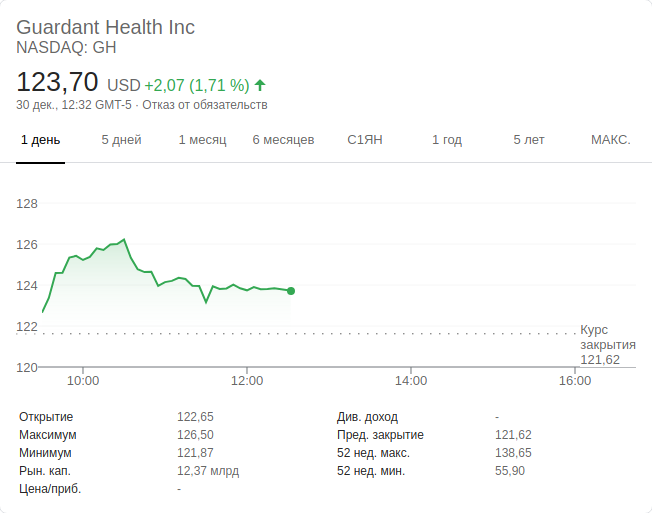 Guardant Health Inc
NASDAQ: GH
123,70 USD +2,07 (1,71 %)
30 дек., 12:32 GMT-5 · Отказ от обязательств
1 день 5 дней 1 месяц 6 месяцев С1ЯН 1 год 5 лет МАКС.
128
126
124
122
120
Курс
закрытия
121,62
10:00 12:00 14:00 16:00
Открытие 122,65 Див. доход -
Максимум 126,50 Пред. закрытие 121,62
Минимум 121,87 52 нед. макс. 138,65
Рын. кап. 12,37 млрд 52 нед. мин. 55,90
Цена/приб. -